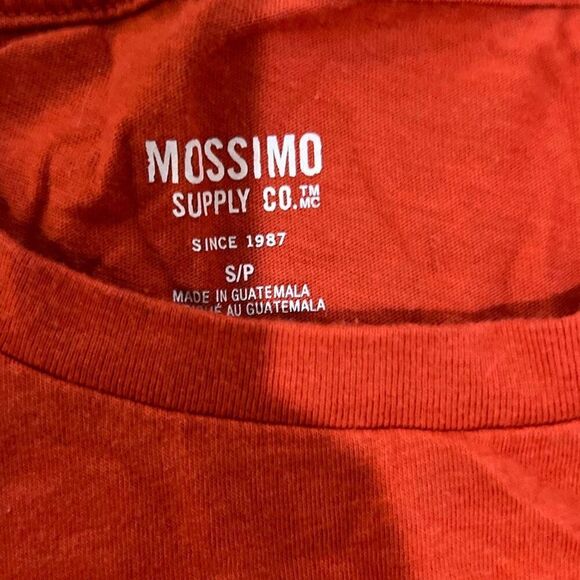 MOSSIMO
SUPPLY CO.™ MC
SINCE 1987
S/P
MADE IN GUATEMALA
AU GUATEMALA